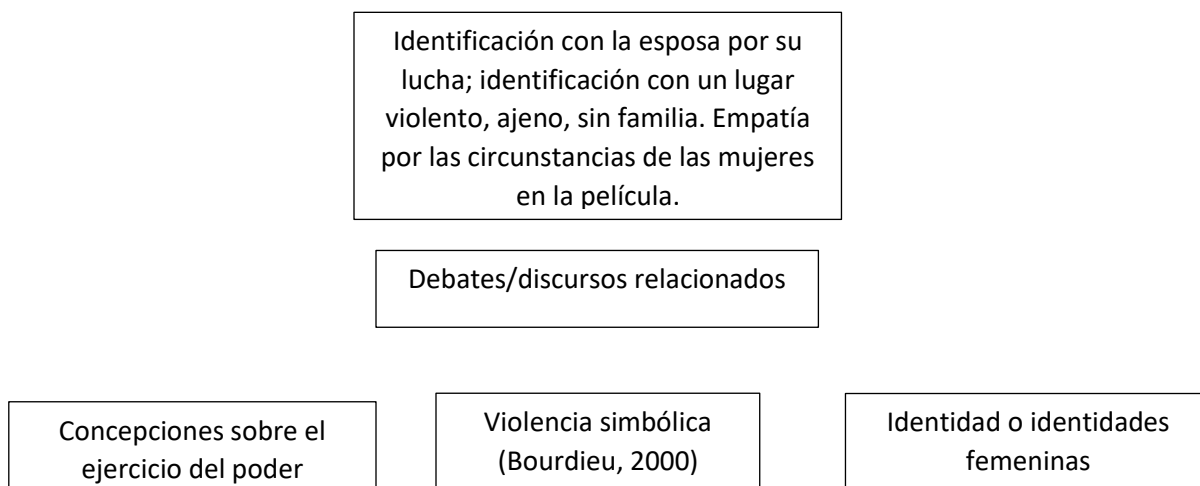 Identificación con la esposa por su
lucha; identificación con un lugar
violento, ajeno, sin familia. Empatía
por las circunstancias de las mujeres
en la película.
Debates/discursos relacionados
Concepciones sobre el
ejercicio del poder
Violencia simbólica
(Bourdieu, 2000)
Identidad o identidades
femeninas